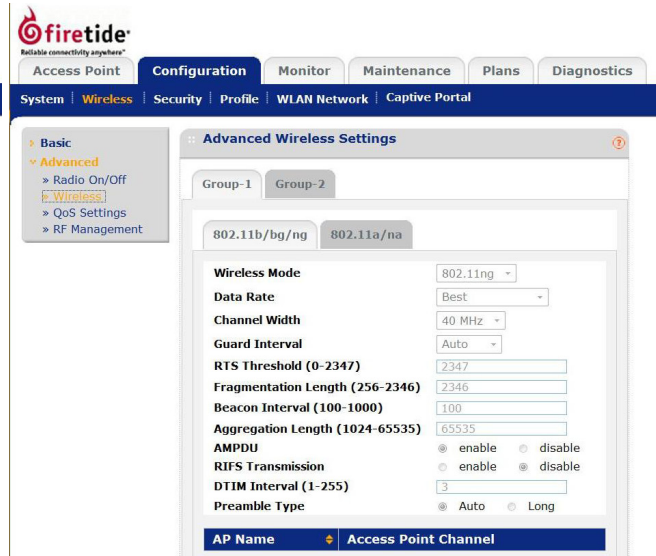 firetide
Reliable connectivity anywhere
Access Point Configuration Monitor Maintenance Plans Diagnostics
System Wireless Security Profile WLAN Network Captive Portal
Basic
Advanced
» Radio On/Off
» Wireless
» QoS Settings
» RF Management
:: Advanced Wireless Settings ?
Group-1 Group-2
802.11b/bg/ng 802.11a/na
Wireless Mode 802.11ng
Data Rate Best
Channel Width 40 MHz
Guard Interval Auto
RTS Threshold (0-2347) 2347
Fragmentation Length (256-2346) 2346
Beacon Interval (100-1000) 100
Aggregation Length (1024-65535) 65535
AMPDU enable disable
RIFS Transmission enable disable
DTIM Interval (1-255) 3
Preamble Type Auto Long
AP Name Access Point Channel